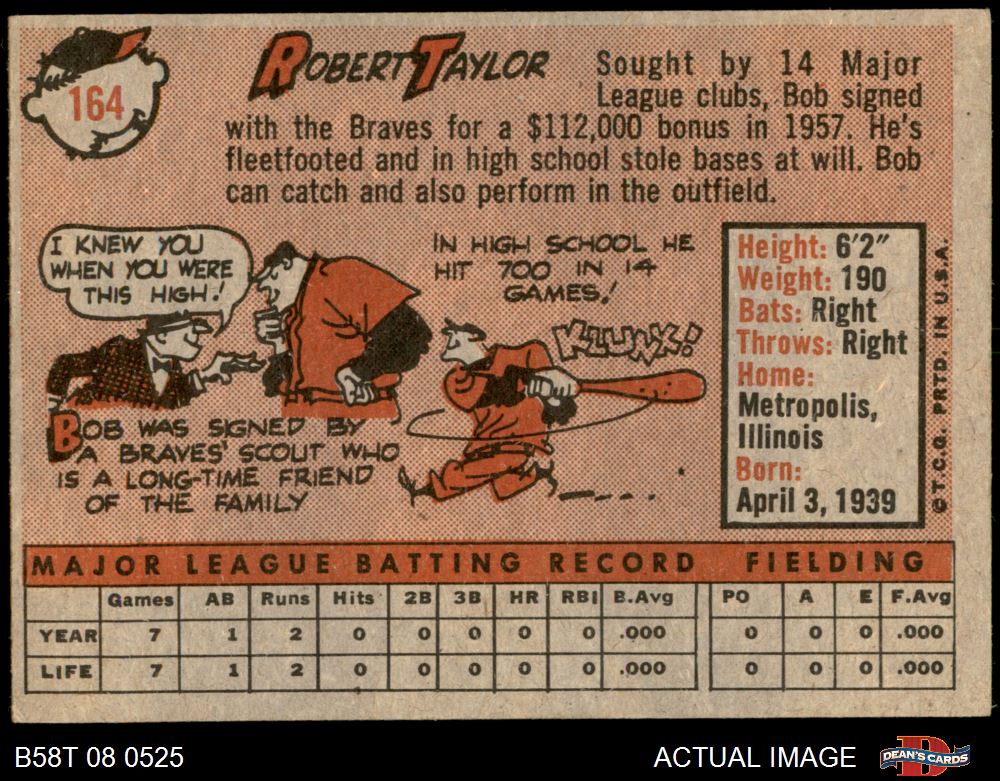 164
ROBERT TAYLOR
Sought by 14 Major
League clubs, Bob signed
with the Braves for a $112,000 bonus in 1957. He's
fleetfooted and in high school stole bases at will. Bob
can catch and also perform in the outfield.
I KNEW YOU
WHEN YOU WERE
THIS HIGH!
BOB WAS SIGNED BY
A BRAVES' SCOUT WHO
IS A LONG-TIME FRIEND
OF THE FAMILY
IN HIGH SCHOOL HE
HIT 700 IN 14
GAMES!
KLUNK!
Height: 6'2"
Weight: 190
Bats: Right
Throws: Right
Home:
Metropolis,
Illinois
Born:
April 3, 1939
© T.C.G. PRTD. IN U.S.A.
MAJOR LEAGUE BATTING RECORD FIELDING
Games AB Runs Hits 2B 3B HR RBI B.Avg PO A E F.Avg
YEAR 7 1 2 0 0 0 0 0 .000 0 0 0 .000
LIFE 7 1 2 0 0 0 0 0 .000 0 0 0 .000
B58T 08 0525
ACTUAL IMAGE
DEAN'S CARDS